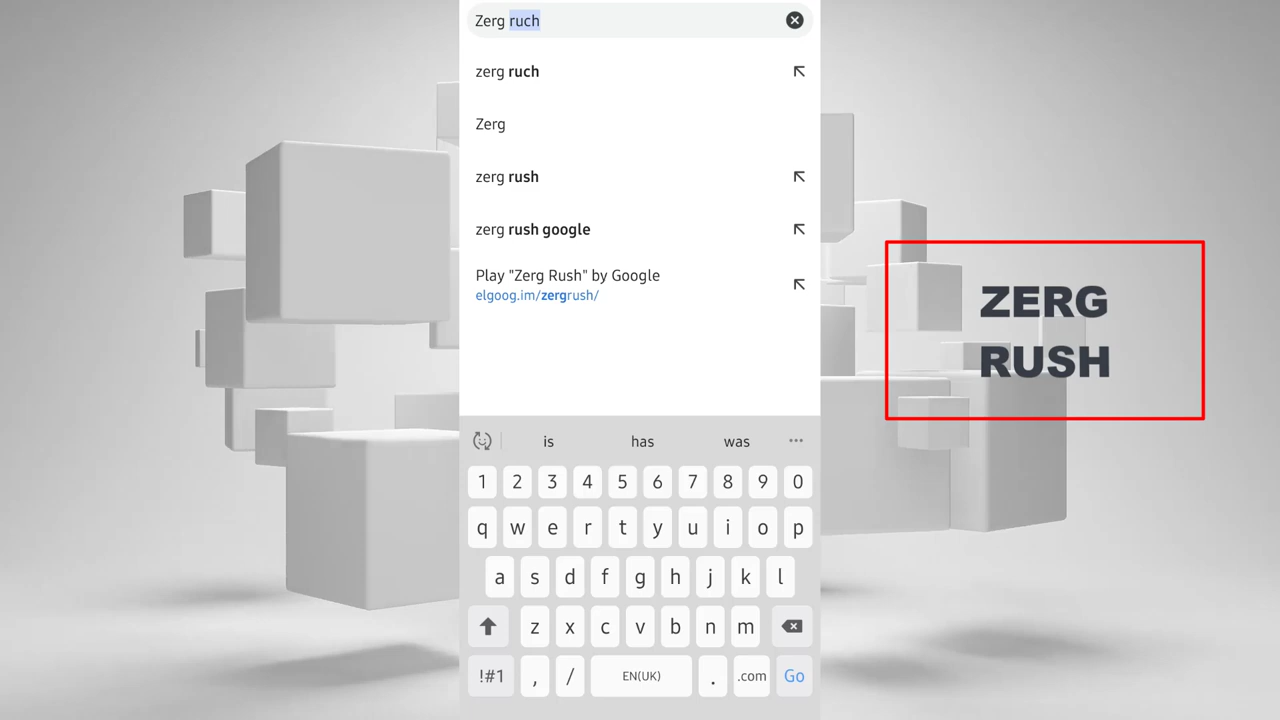 Zerg ruch
zerg ruch
Zerg
zerg rush
zerg rush google
Play "Zerg Rush" by Google
elgoog.im/zergrush/
ZERG
RUSH
is has was ...
1 2 3 4 5 6 7 8 9 0
q w e r t y u i o p
a s d f g h j k l
z x c v b n m
!#1 , / EN(UK) . .com Go